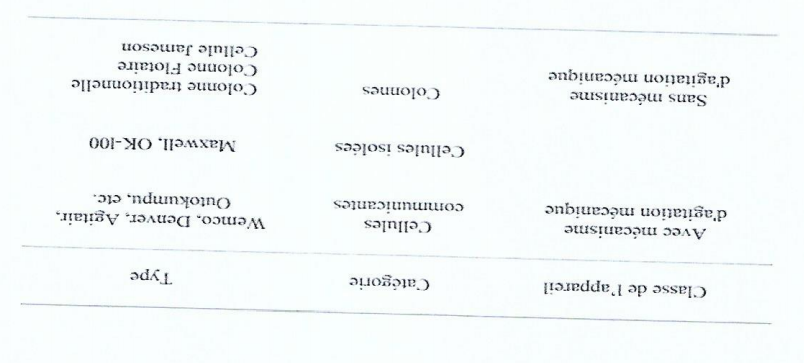 Classe de l'appareil Catégorie Type
Avec mécanisme Cellules Wemco, Denver, Agitair,
d'agitation mécanique communicantes Outokumpu, etc.
Cellules isolées Maxwell, OK-100
Sans mécanisme Colonnes Colonne traditionnelle
d'agitation mécanique Colonne Flotaire
Cellule Jameson